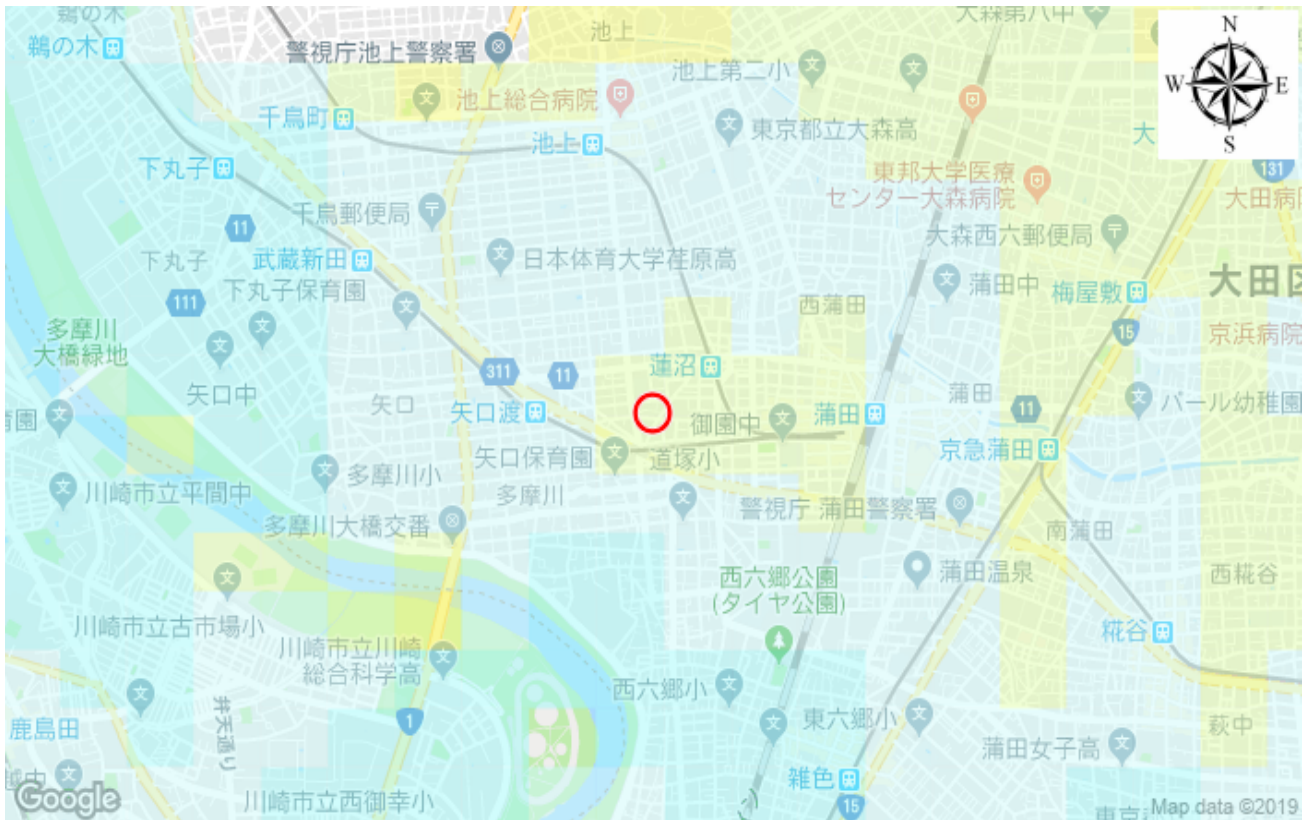 鵜の木
鵜の木
警視庁池上警察署
池上
大森第八中
N
W
E
S
池上第二小
池上総合病院
千鳥町
池上
東京都立大森高
大
131
下丸子
東邦大学医療
センター大森病院
大田病院
千鳥郵便局
11
大森西六郵便局
下丸子
武蔵新田
日本体育大学荏原高
蒲田中
大田区
111
下丸子保育園
西蒲田
梅屋敷
多摩川
大橋緑地
15
京浜病院
蓮沼
311
11
矢口中
矢口
矢口渡
蒲田
11
パール幼稚園
育園
御園中
蒲田
京急蒲田
矢口保育園
道塚小
多摩川小
川崎市立平間中
多摩川
警視庁 蒲田警察署
多摩川大橋交番
南蒲田
西六郷公園
(タイヤ公園)
蒲田温泉
西糀谷
川崎市立古市場小
糀谷
川崎市立川崎
総合科学高
西六郷小
鹿島田
井天通り
1
東六郷小
萩中
蒲田女子高
越中
雑色
川崎市立西御幸小
15
Google
Map data ©2019